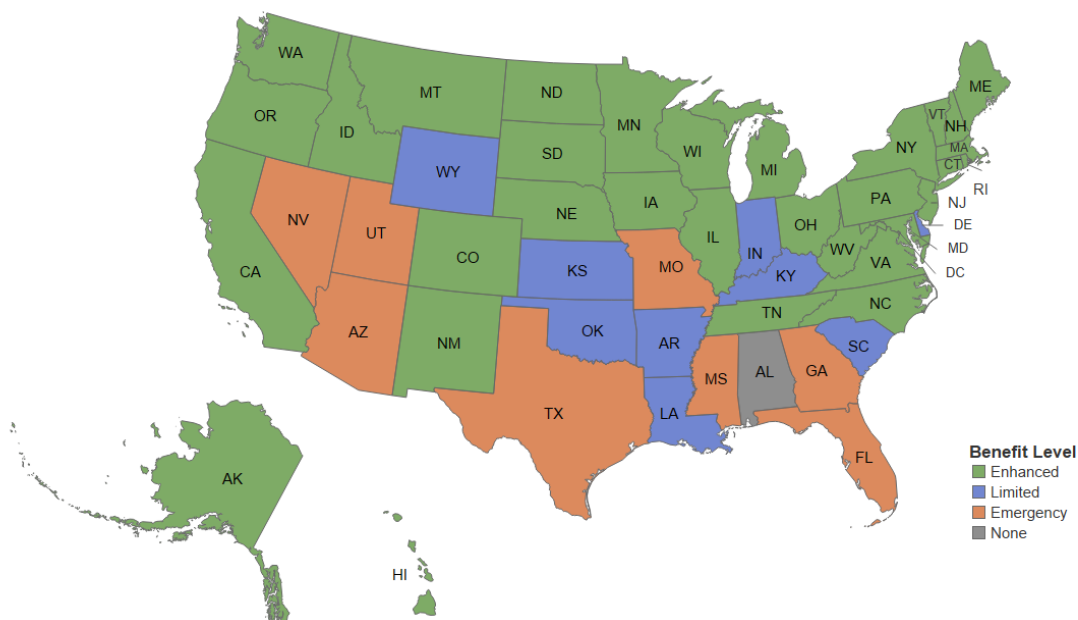 WA
MT
ND
MN
ME
OR
ID
SD
WI
MI
NY
VT
NH
MA
CT
RI
WY
NE
IA
PA
NJ
NV
UT
CO
IL
IN
OH
WV
VA
DE
MD
DC
CA
KS
MO
KY
AZ
NM
OK
AR
TN
NC
SC
TX
LA
MS
AL
GA
FL
AK
HI
Benefit Level
Enhanced
Limited
Emergency
None